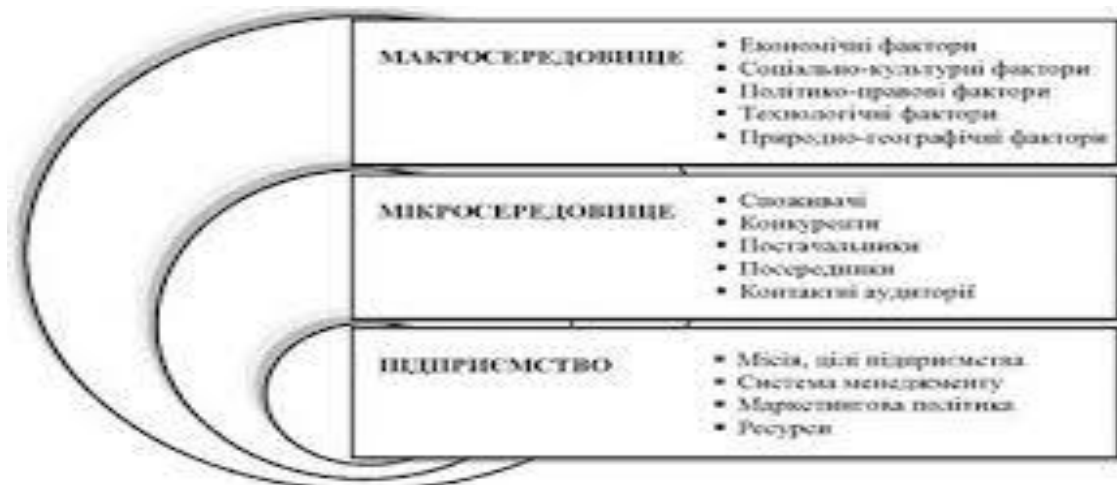 МАКРОСЕРЕДОВИЩЕ
▪ Економічні фактори
▪ Соціально-культурні фактори
▪ Політико-правові фактори
▪ Технологічні фактори
▪ Природно-географічні фактори
МІКРОСЕРЕДОВИЩЕ
▪ Споживачі
▪ Конкуренти
▪ Постачальники
▪ Посередники
▪ Контактні аудиторії
ПІДПРИЄМСТВО
▪ Місія, цілі підприємства
▪ Система менеджменту
▪ Маркетингова політика
▪ Ресурси